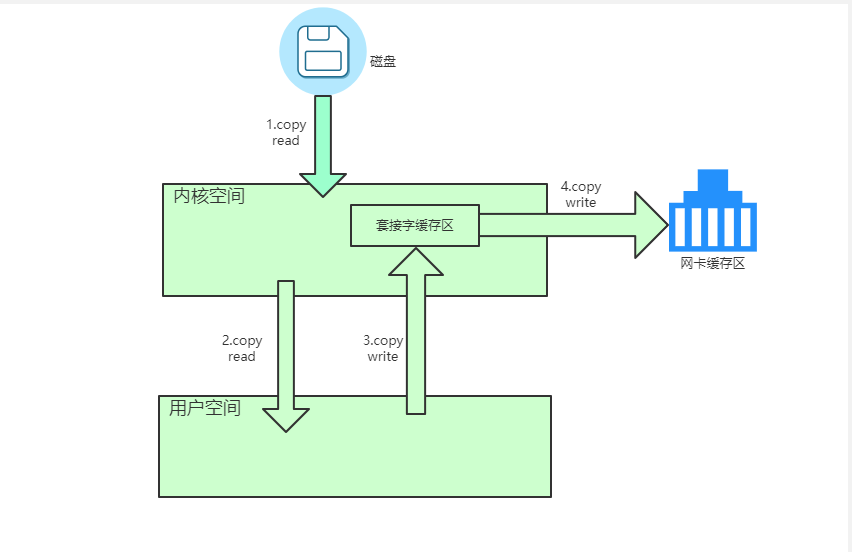 磁盘
1.copy
read
内核空间
套接字缓存区
4.copy
write
网卡缓存区
2.copy
read
3.copy
write
用户空间